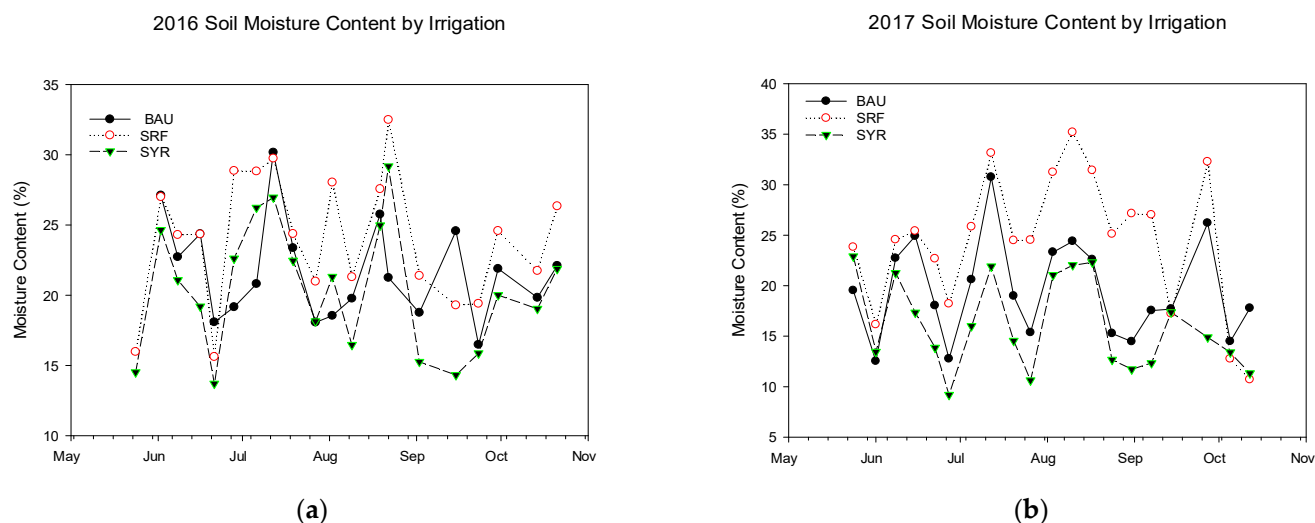 2016 Soil Moisture Content by Irrigation
35
30
25
20
15
10
Moisture Content (%)
BAU
SRF
SYR
May Jun Jul Aug Sep Oct Nov
(a)
2017 Soil Moisture Content by Irrigation
40
35
30
25
20
15
10
5
Moisture Content (%)
BAU
SRF
SYR
May Jun Jul Aug Sep Oct Nov
(b)